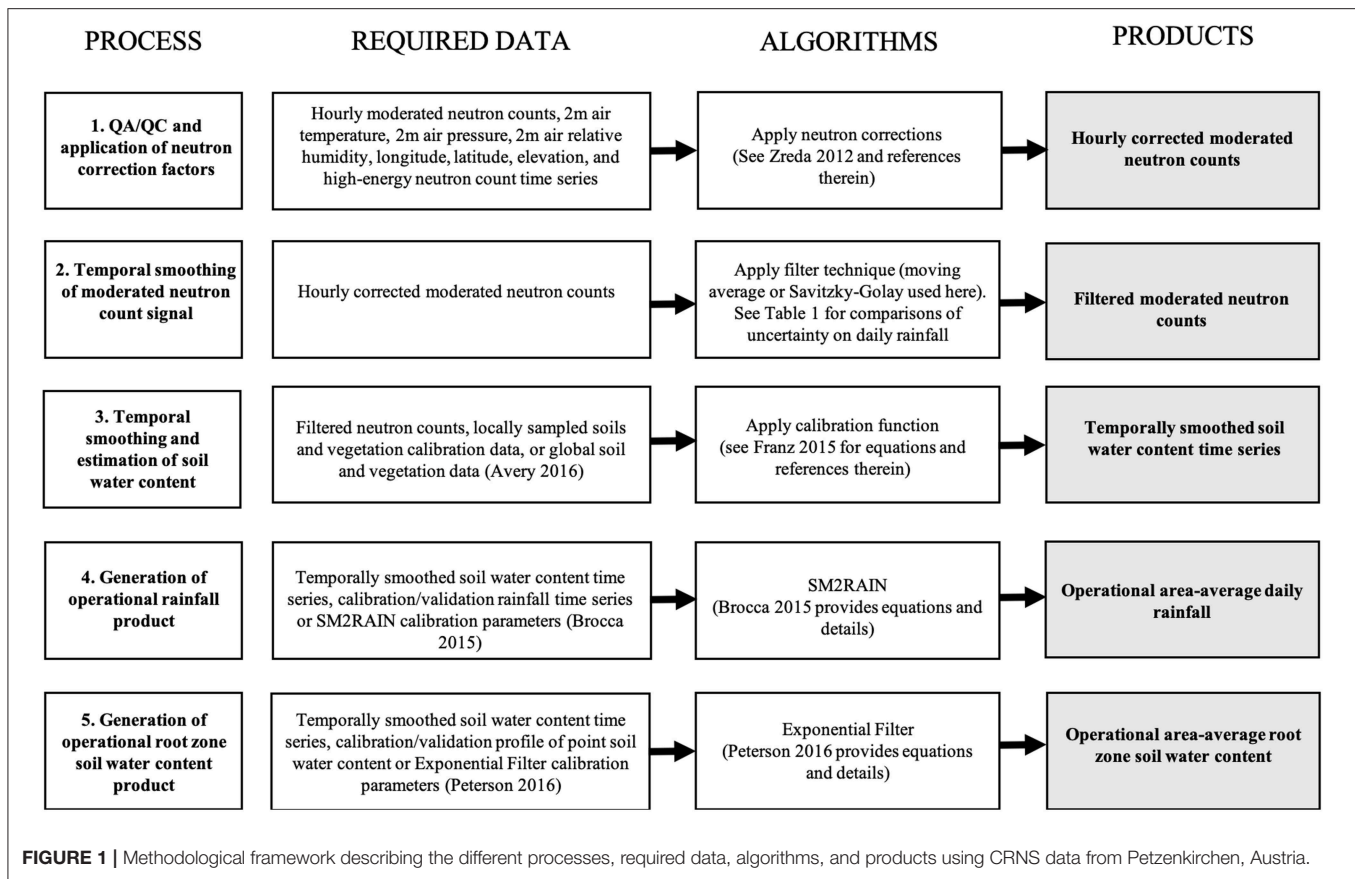 PROCESS
REQUIRED DATA
ALGORITHMS
PRODUCTS
1. QA/QC and
application of neutron
correction factors
Hourly moderated neutron counts, 2m air
temperature, 2m air pressure, 2m air relative
humidity, longitude, latitude, elevation, and
high-energy neutron count time series
Apply neutron corrections
(See Zreda 2012 and references
therein)
Hourly corrected moderated
neutron counts
2. Temporal smoothing
of moderated neutron
count signal
Hourly corrected moderated neutron counts
Apply filter technique (moving
average or Savitzky-Golay used here).
See Table 1 for comparisons of
uncertainty on daily rainfall
Filtered moderated neutron
counts
3. Temporal
smoothing and
estimation of soil
water content
Filtered neutron counts, locally sampled soils
and vegetation calibration data, or global soil
and vegetation data (Avery 2016)
Apply calibration function
(see Franz 2015 for equations and
references therein)
Temporally smoothed soil
water content time series
4. Generation of
operational rainfall
product
Temporally smoothed soil water content time
series, calibration/validation rainfall time series
or SM2RAIN calibration parameters (Brocca
2015)
SM2RAIN
(Brocca 2015 provides equations and
details)
Operational area-average daily
rainfall
5. Generation of
operational root zone
soil water content
product
Temporally smoothed soil water content time
series, calibration/validation profile of point soil
water content or Exponential Filter calibration
parameters (Peterson 2016)
Exponential Filter
(Peterson 2016 provides equations
and details)
Operational area-average root
zone soil water content
FIGURE 1 | Methodological framework describing the different processes, required data, algorithms, and products using CRNS data from Petzenkirchen, Austria.